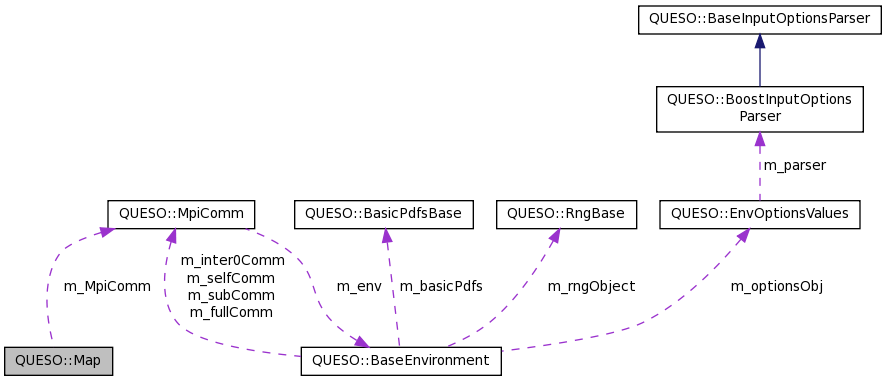 QUESO::BaseInputOptionsParser
QUESO::BoostInputOptions
Parser
m_parser
QUESO::MpiComm
QUESO::BasicPdfsBase
QUESO::RngBase
QUESO::EnvOptionsValues
m_MpiComm
m_inter0Comm
m_selfComm
m_subComm
m_fullComm
m_env
m_basicPdfs
m_rngObject
m_optionsObj
QUESO::Map
QUESO::BaseEnvironment